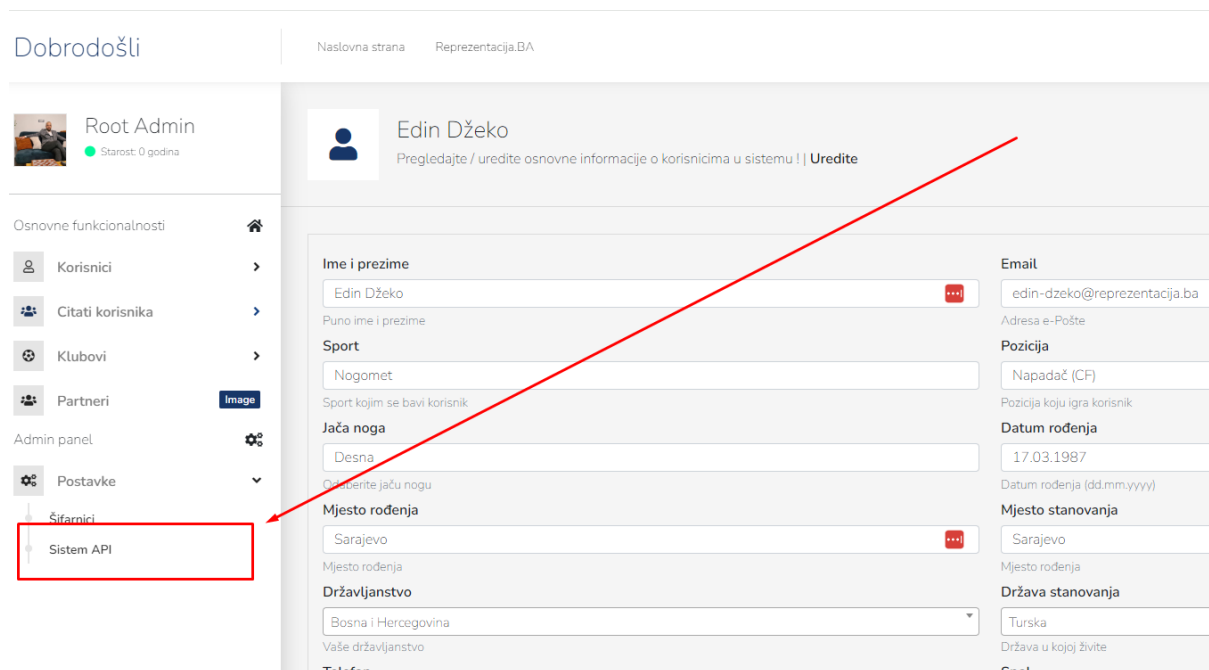 Dobrodošli
Naslovna strana
Reprezentacija.BA
Root Admin
Starost: 0 godina
Osnovne funkcionalnosti
Korisnici
Citati korisnika
Klubovi
Partneri
Image
Admin panel
Postavke
Šifarnici
Sistem API
Edin Džeko
Pregledajte / uredite osnovne informacije o korisnicima u sistemu ! | Uredite
Ime i prezime
Edin Džeko
Puno ime i prezime
Email
edin-dzeko@reprezentacija.ba
Adresa e-Pošte
Sport
Nogomet
Sport kojim se bavi korisnik
Pozicija
Napadač (CF)
Pozicija koju igra korisnik
Jača noga
Desna
Odaberite jaču nogu
Datum rođenja
17.03.1987
Datum rođenja (dd.mm.yyyy)
Mjesto rođenja
Sarajevo
Mjesto rođenja
Mjesto stanovanja
Sarajevo
Mjesto rođenja
Državljanstvo
Bosna i Hercegovina
Vaše državljanstvo
Država stanovanja
Turska
Država u kojoj živite
Telefon
Spol